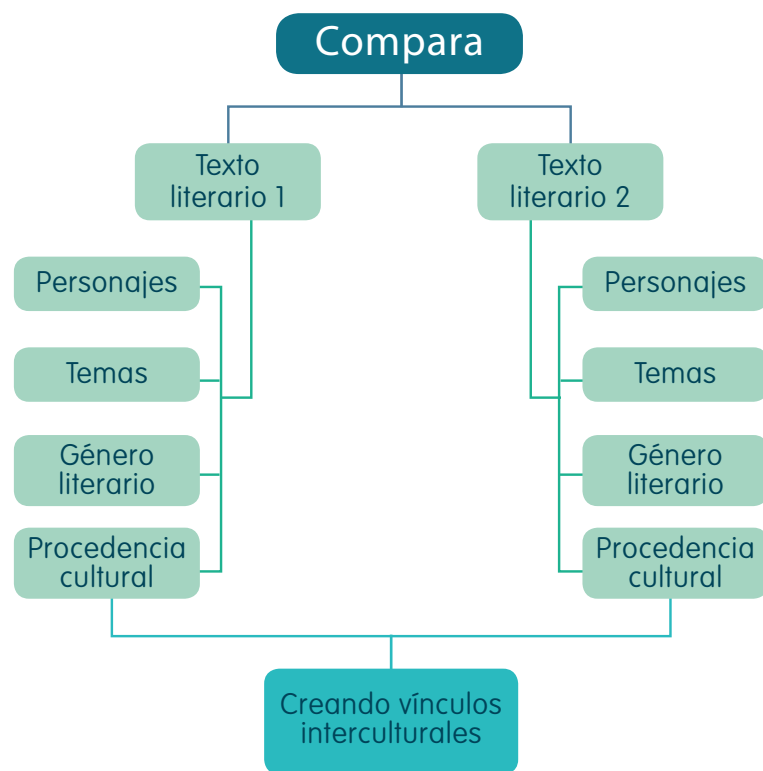 Compara
Texto
literario 1
Texto
literario 2
Personajes
Temas
Género
literario
Procedencia
cultural
Personajes
Temas
Género
literario
Procedencia
cultural
Creando vínculos
interculturales